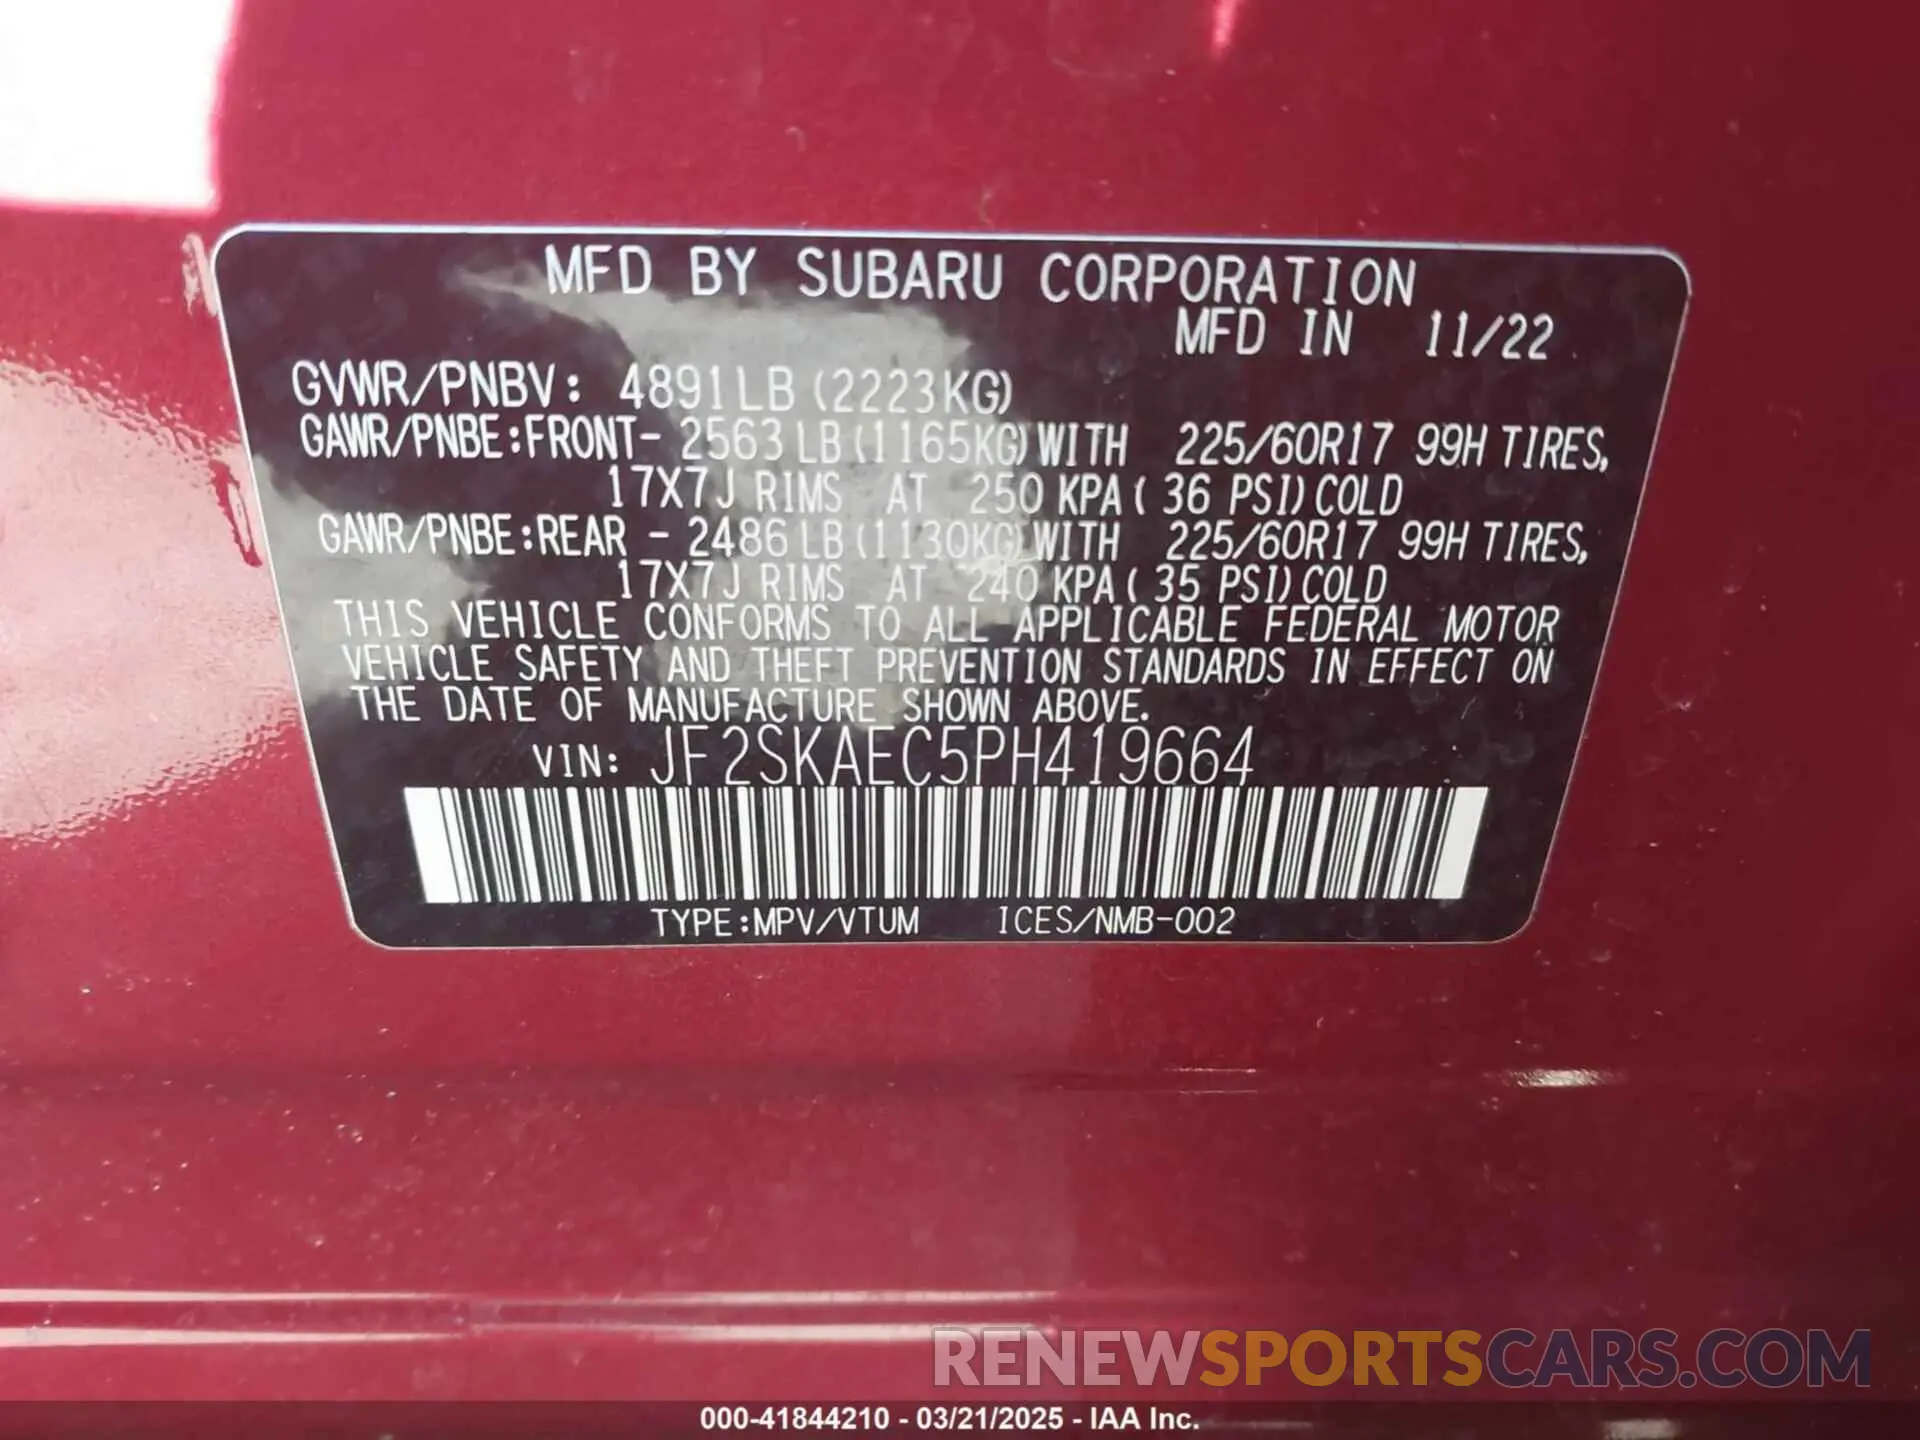 MFD BY SUBARU CORPORATION
MFD IN 11/22
GVWR/PNBV: 4891LB (2223KG)
GAWR/PNBE:FRONT- 2563LB(1165KG)WITH 225/60R17 99H TIRES,
17X7J RIMS AT 250 KPA( 36 PSI)COLD
GAWR/PNBE:REAR - 2486LB(1130KG)WITH 225/60R17 99H TIRES,
17X7J RIMS AT 240 KPA( 35 PSI)COLD
THIS VEHICLE CONFORMS TO ALL APPLICABLE FEDERAL MOTOR
VEHICLE SAFETY AND THEFT PREVENTION STANDARDS IN EFFECT ON
THE DATE OF MANUFACTURE SHOWN ABOVE.
VIN: JF2SKAEC5PH419664
TYPE:MPV/VTUM ICES/NMB-002
RENEWSPORTSCARS.COM
000-41844210 - 03/21/2025 - IAA Inc.